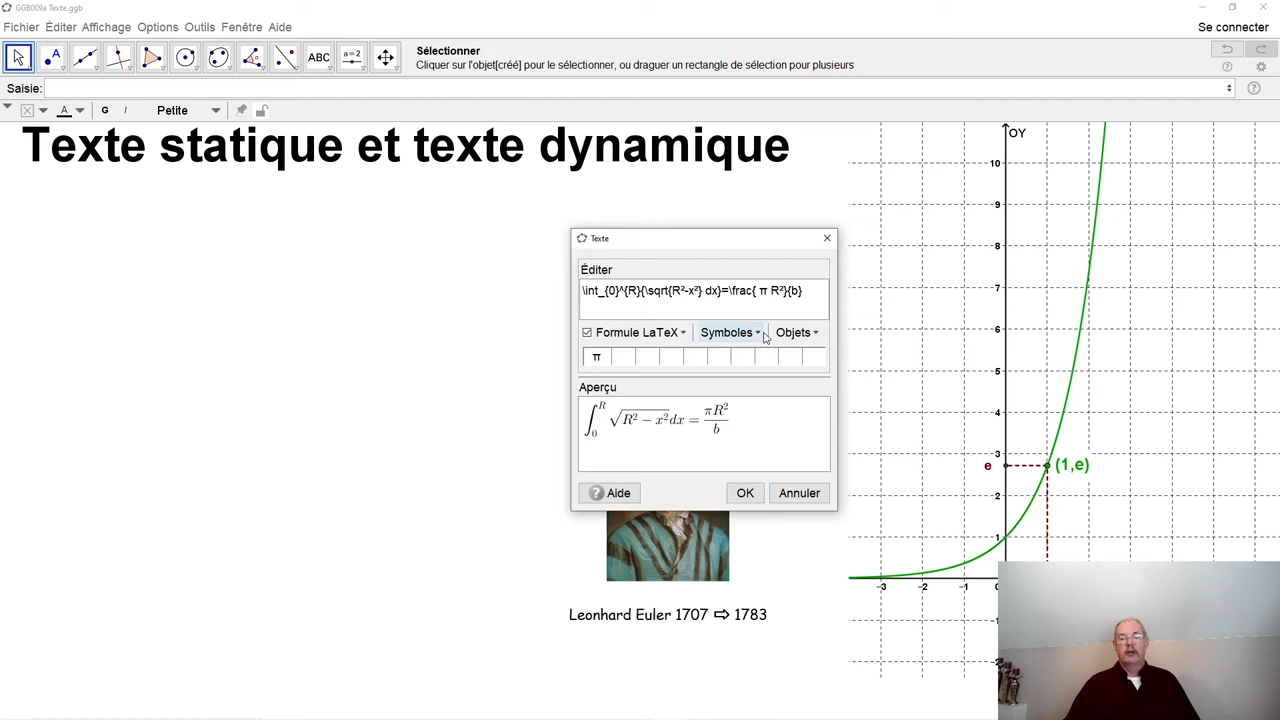 GGB009a Texte.ggb
Fichier Éditer Affichage Options Outils Fenêtre Aide
Se connecter
ABC
a=2
Sélectionner
Cliquer sur l'objet[créé] pour le sélectionner, ou draguer un rectangle de sélection pour plusieurs
Saisie:
A G I Petite
Texte statique et texte dynamique
Texte
Éditer
\int_{0}^{R}{\sqrt{R²-x²} dx}=\frac{ π R²}{b}
Formule LaTeX Symboles Objets
π
Aperçu
∫₀ᴿ √(R² − x²)dx = πR²/b
Aide OK Annuler
Leonhard Euler 1707 ⇨ 1783
OY
10
9
8
7
6
5
4
3
2
1
e
(1,e)
-3 -2 -1